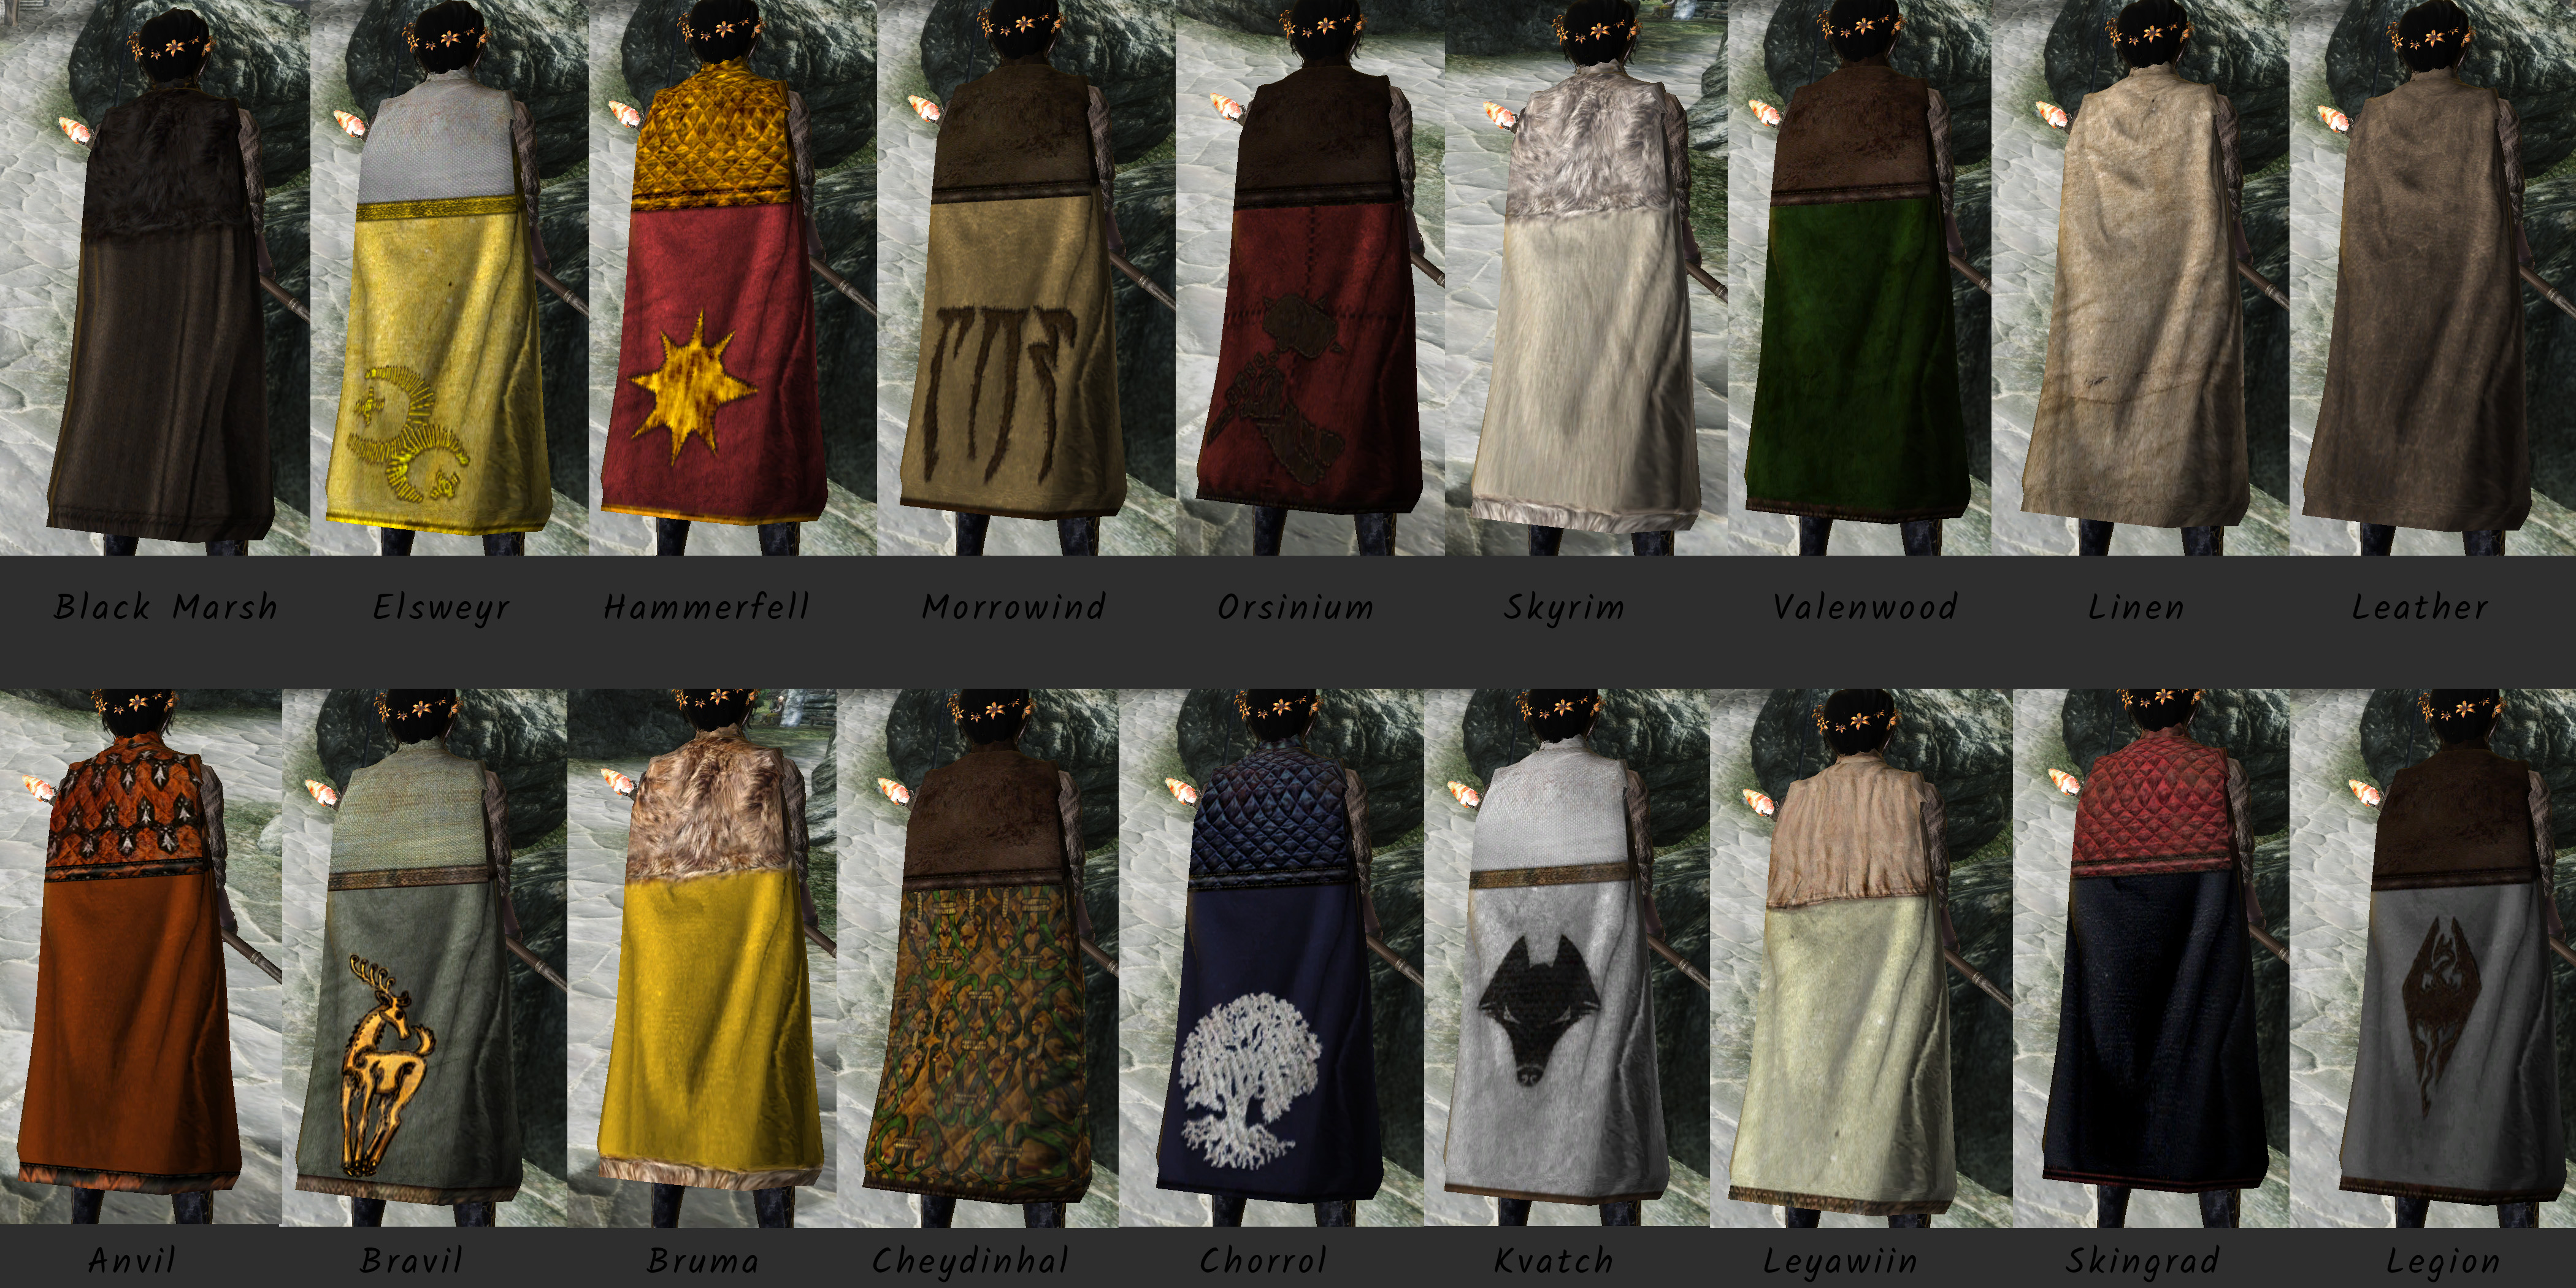 Black Marsh Elsweyr Hammerfell Morrowind Orsinium Skyrim Valenwood Linen Leather
Anvil Bravil Bruma Cheydinhal Chorrol Kvatch Leyawiin Skingrad Legion